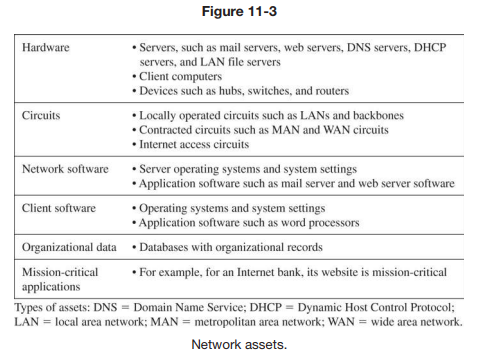 Figure 11-3
Hardware
• Servers, such as mail servers, web servers, DNS servers, DHCP
servers, and LAN file servers
• Client computers
• Devices such as hubs, switches, and routers
Circuits
• Locally operated circuits such as LANs and backbones
• Contracted circuits such as MAN and WAN circuits
• Internet access circuits
Network software
• Server operating systems and system settings
• Application software such as mail server and web server software
Client software
• Operating systems and system settings
• Application software such as word processors
Organizational data
• Databases with organizational records
Mission-critical
applications
• For example, for an Internet bank, its website is mission-critical
Types of assets: DNS = Domain Name Service; DHCP = Dynamic Host Control Protocol;
LAN = local area network; MAN = metropolitan area network; WAN = wide area network.
Network assets.